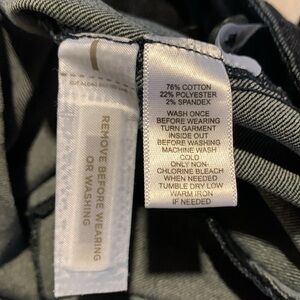 REMOVE BEFORE WEARING
OR WASHING
76% COTTON
22% POLYESTER
2% SPANDEX
WASH ONCE
BEFORE WEARING
TURN GARMENT
INSIDE OUT
BEFORE WASHING
MACHINE WASH
COLD
ONLY NON-
CHLORINE BLEACH
WHEN NEEDED
TUMBLE DRY LOW
WARM IRON
IF NEEDED